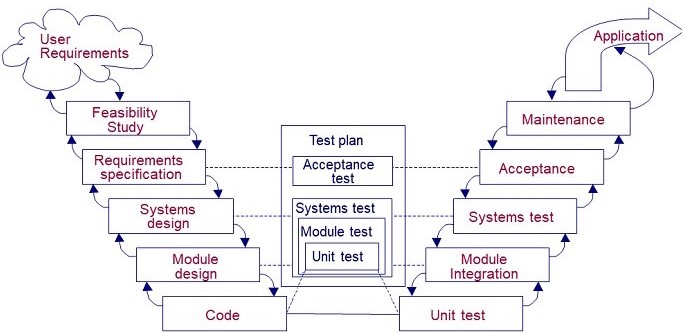 User
Requirements
Application
Feasibility
Study
Maintenance
Test plan
Requirements
specification
Acceptance
test
Acceptance
Systems
design
Systems test
Systems test
Module test
Module
design
Unit test
Module
Integration
Code
Unit test